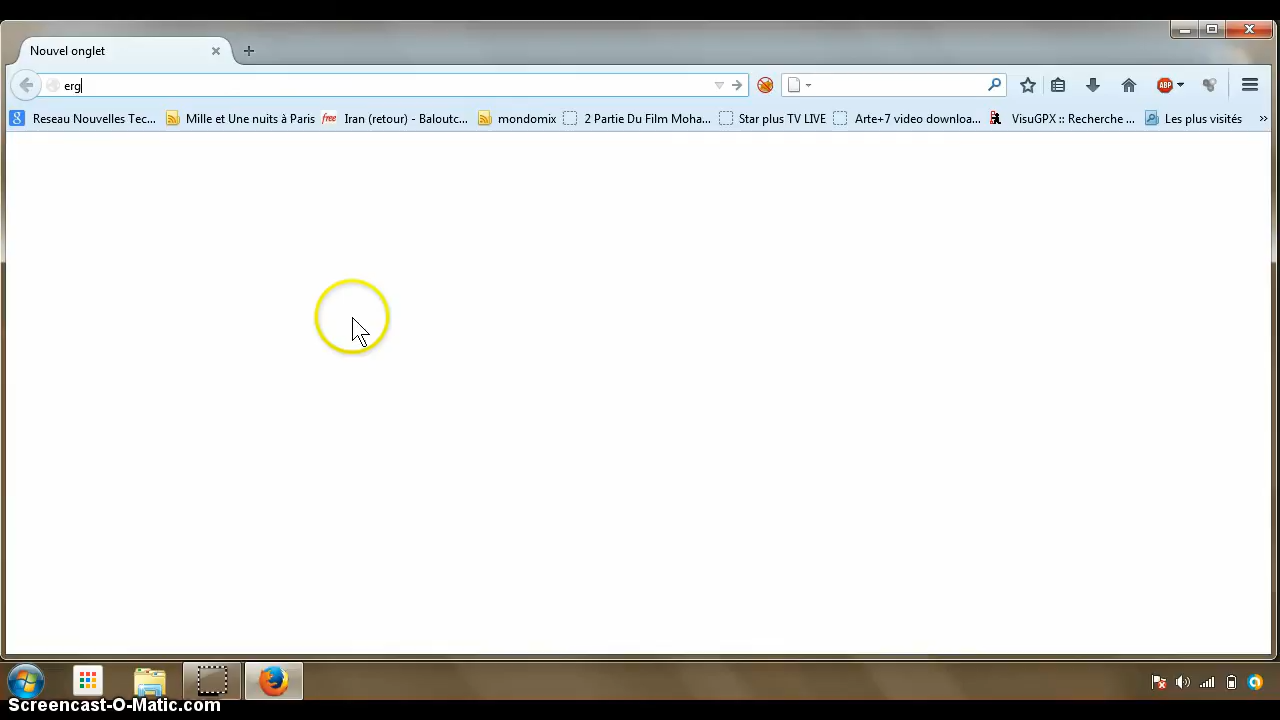 Nouvel onglet
erg
ABP
Reseau Nouvelles Tec... Mille et Une nuits à Paris free Iran (retour) - Baloutc... mondomix 2 Partie Du Film Moha... Star plus TV LIVE Arte+7 video downloa... VisuGPX :: Recherche ... Les plus visités »
Screencast-O-Matic.com